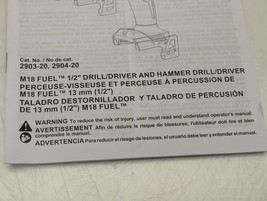 Cat. No. / No de cat.
2903-20, 2904-20
M18 FUEL™ 1/2" DRILL/DRIVER AND HAMMER DRILL/DRIVER
PERCEUSE-VISSEUSE ET PERCEUSE À PERCUSSION DE
M18 FUEL™ 13 mm (1/2")
TALADRO DESTORNILLADOR Y TALADRO DE PERCUSIÓN
DE 13 mm (1/2") M18 FUEL™
WARNING To reduce the risk of injury, user must read and understand operator's manual.
AVERTISSEMENT Afin de réduire le risque de blessures, l'utilisateur doit lire et bien
comprendre le manuel.
ADVERTENCIA Para reducir el riesgo de lesiones, el usuario debe leer y entender el manual.